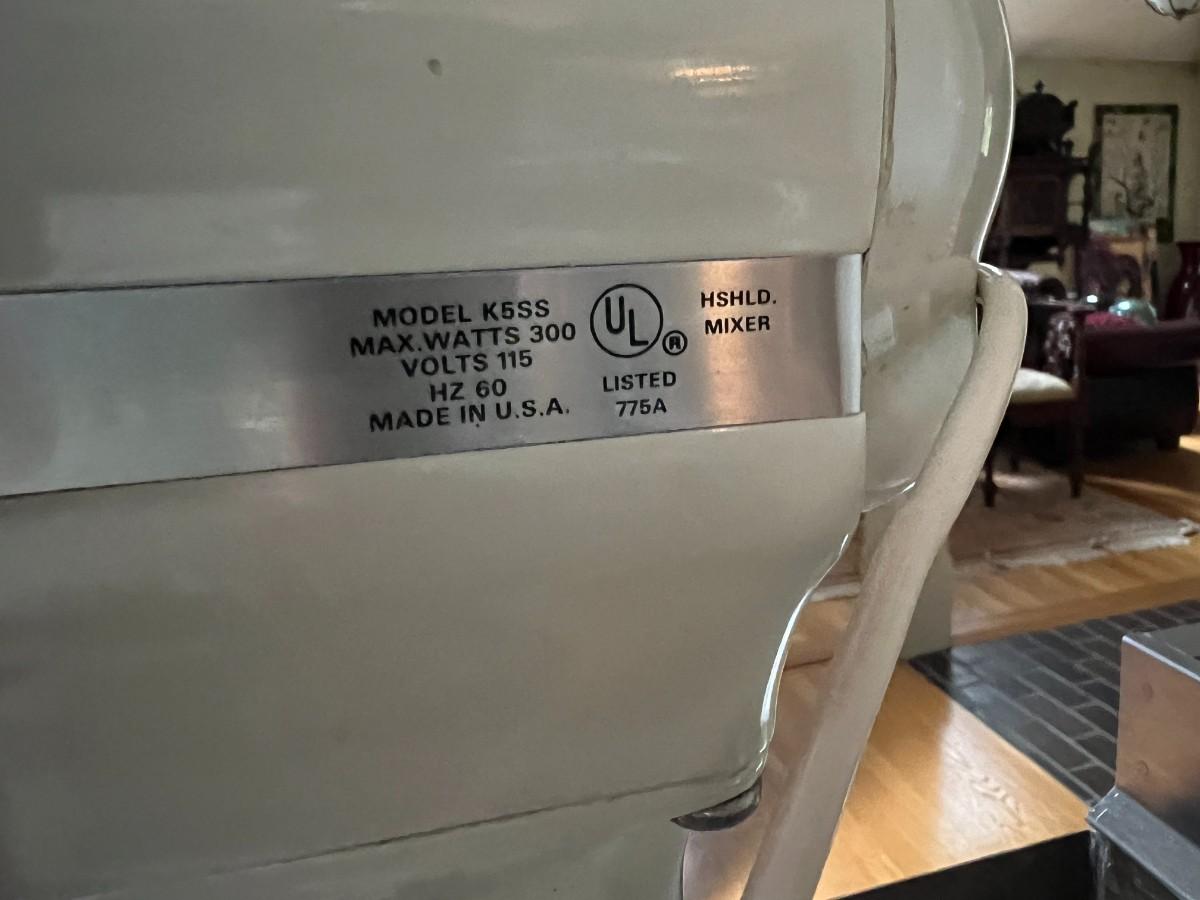 MODEL K5SS
MAX.WATTS 300
VOLTS 115
HZ 60
MADE IN U.S.A.
UL ®
LISTED
775A
HSHLD.
MIXER